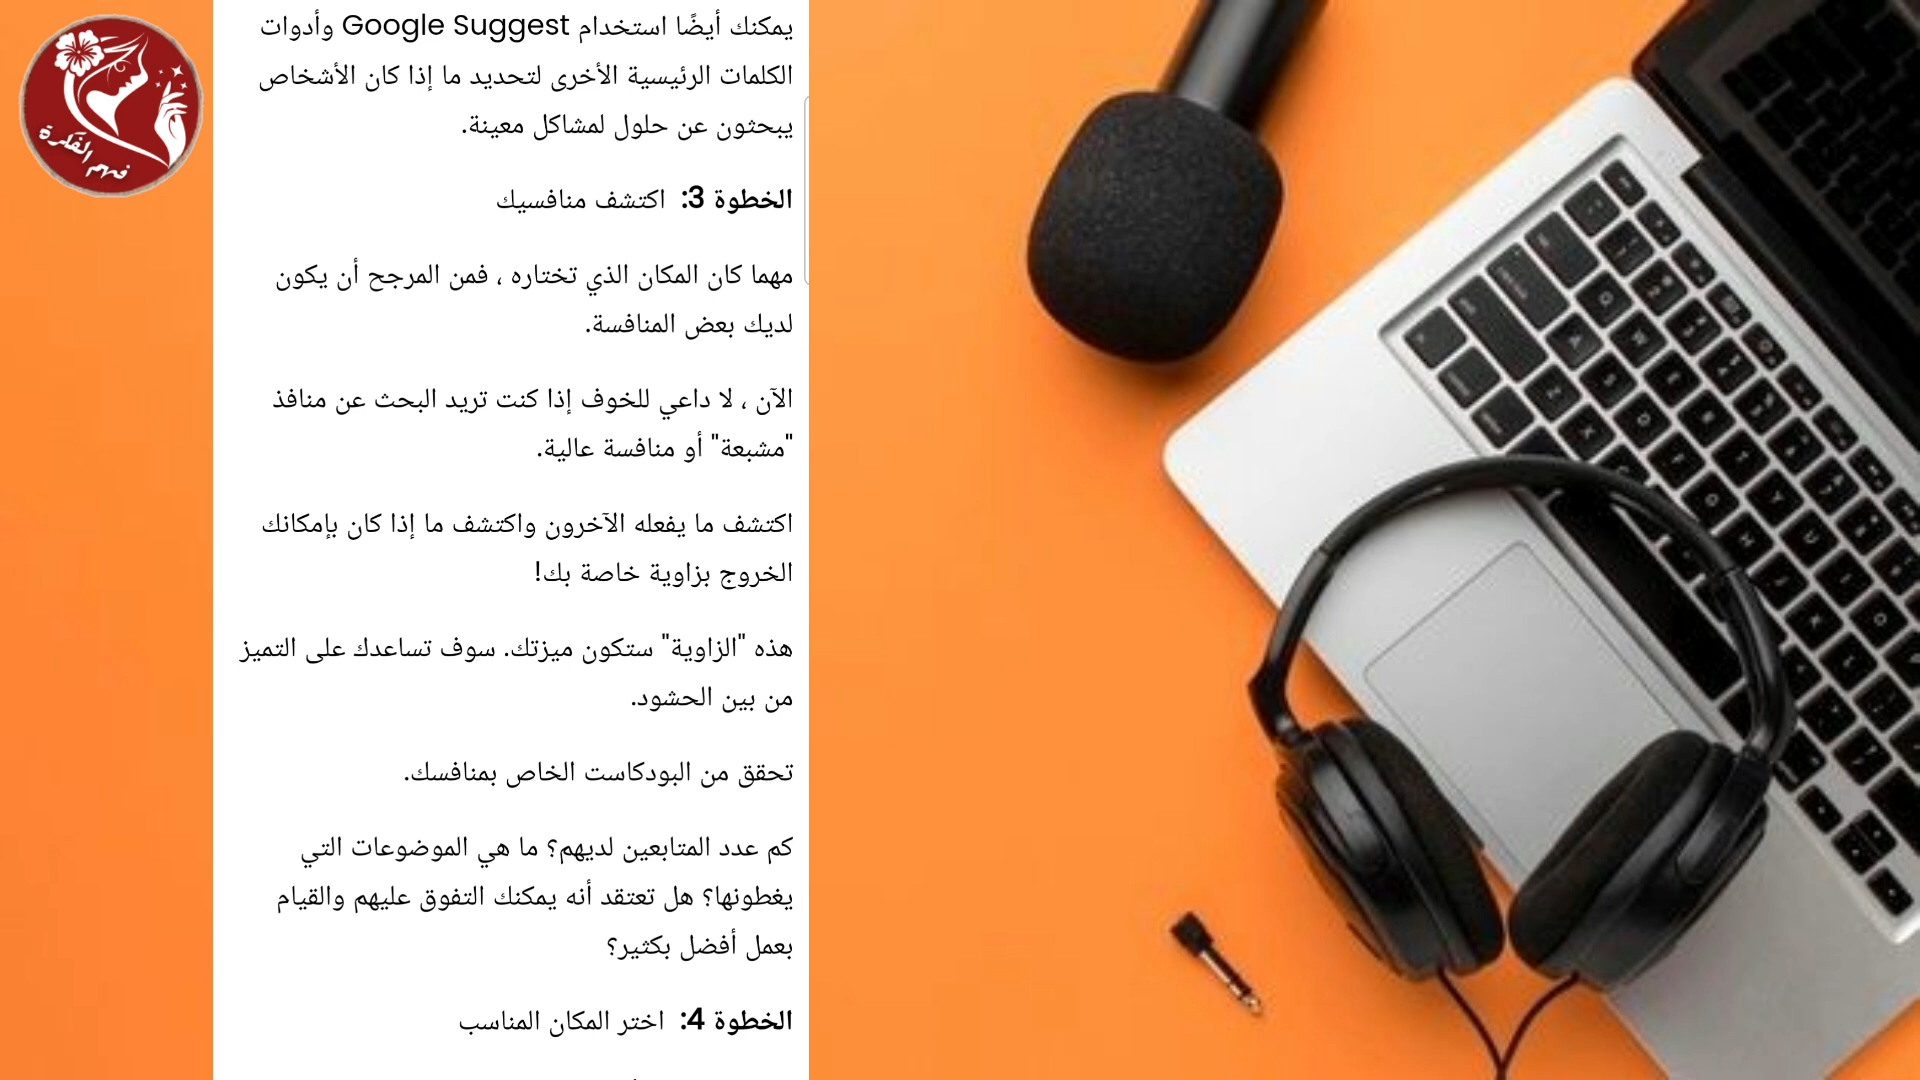 فهم الفكرة
يمكنك أيضًا استخدام Google Suggest وأدوات
الكلمات الرئيسية الأخرى لتحديد ما إذا كان الأشخاص
يبحثون عن حلول لمشاكل معينة.
الخطوة 3: اكتشف منافسيك
مهما كان المكان الذي تختاره ، فمن المرجح أن يكون
لديك بعض المنافسة.
الآن ، لا داعي للخوف إذا كنت تريد البحث عن منافذ
"مشبعة" أو منافسة عالية.
اكتشف ما يفعله الآخرون واكتشف ما إذا كان بإمكانك
الخروج بزاوية خاصة بك!
هذه "الزاوية" ستكون ميزتك. سوف تساعدك على التميز
من بين الحشود.
تحقق من البودكاست الخاص بمنافسك.
كم عدد المتابعين لديهم؟ ما هي الموضوعات التي
يغطونها؟ هل تعتقد أنه يمكنك التفوق عليهم والقيام
بعمل أفضل بكثير؟
الخطوة 4: اختر المكان المناسب